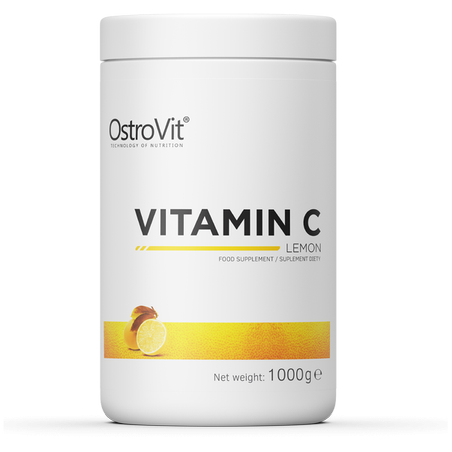 OstroVit®
TECHNOLOGY OF NUTRITION
VITAMIN C
LEMON
FOOD SUPPLEMENT / SUPLEMENT DIETY
Net weight: 1000g℮